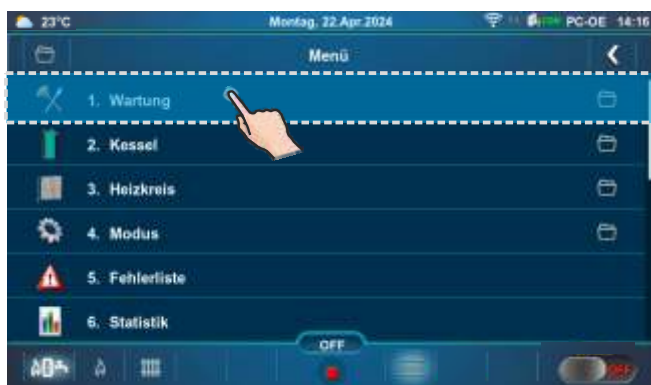 23°C Montag, 22.Apr.2024 PC-OE 14:16
Menü
1. Wartung
2. Kessel
3. Heizkreis
4. Modus
5. Fehlerliste
6. Statistik
OFF
OFF